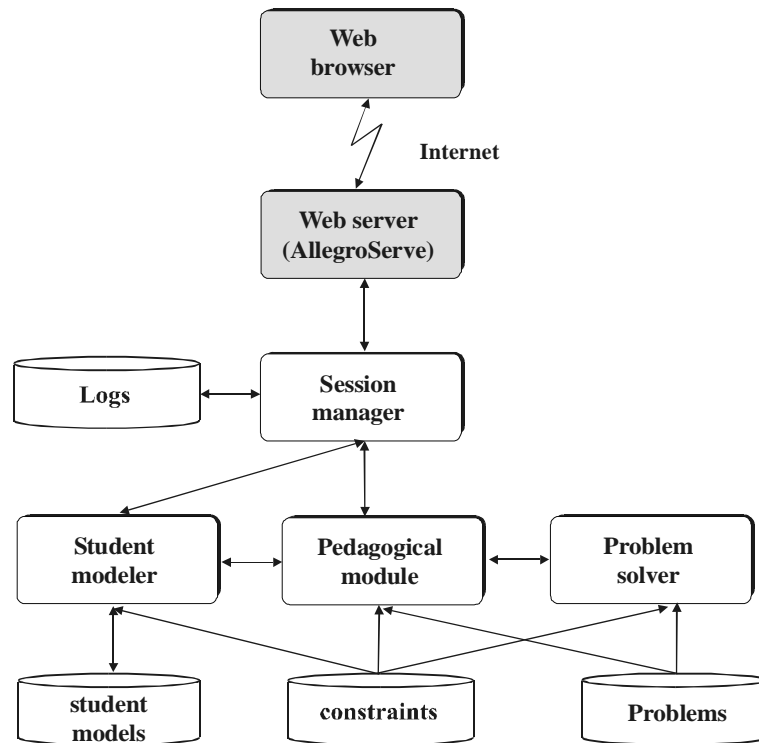 Web
browser
Internet
Web server
(AllegroServe)
Logs
Session
manager
Student
modeler
Pedagogical
module
Problem
solver
student
models
constraints
Problems